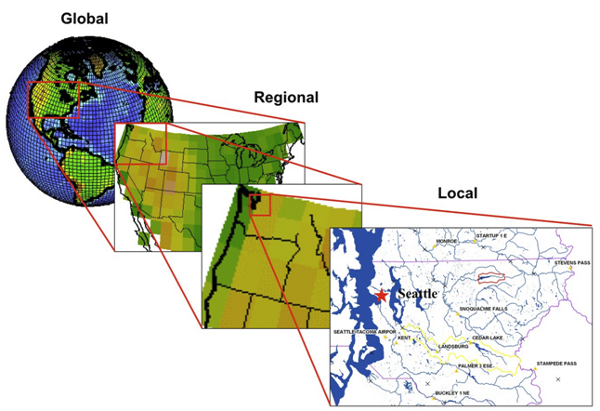 Global
Regional
Local
STARTUP 1 E
MONROE
STEVENS PASS
Seattle
SNOQUALMIE FALLS
SEATTLE-TACOMA AIRPOR
KENT
CEDAR LAKE
LANDSBURG
STAMPEDE PASS
PALMER 3 ESE
BUCKLEY 1 NE